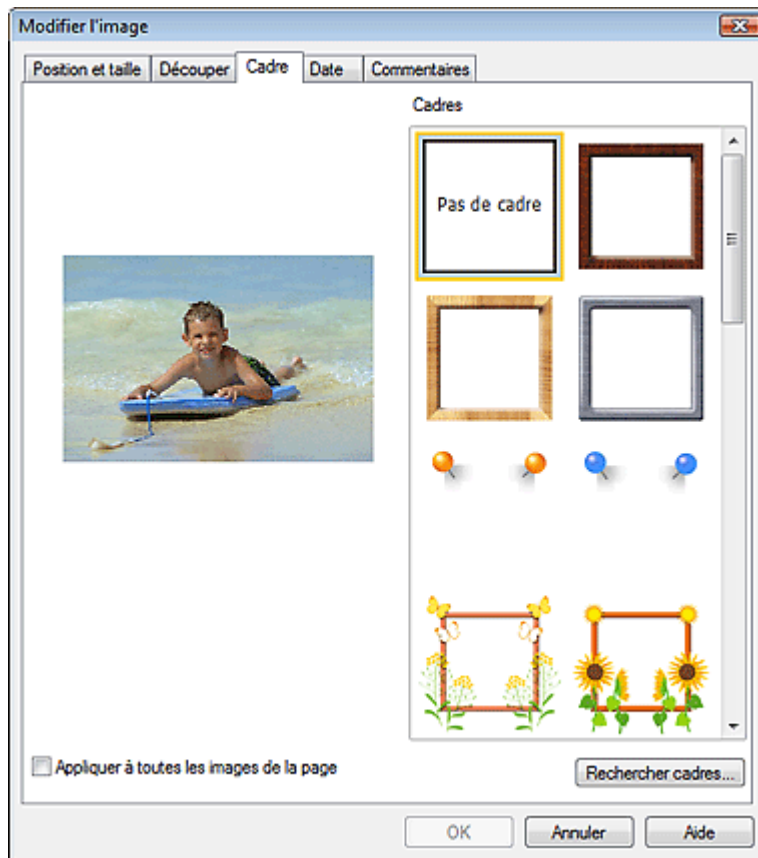 Modifier l'image
Position et taille
Découper
Cadre
Date
Commentaires
Cadres
Pas de cadre
Appliquer à toutes les images de la page
Rechercher cadres...
OK
Annuler
Aide